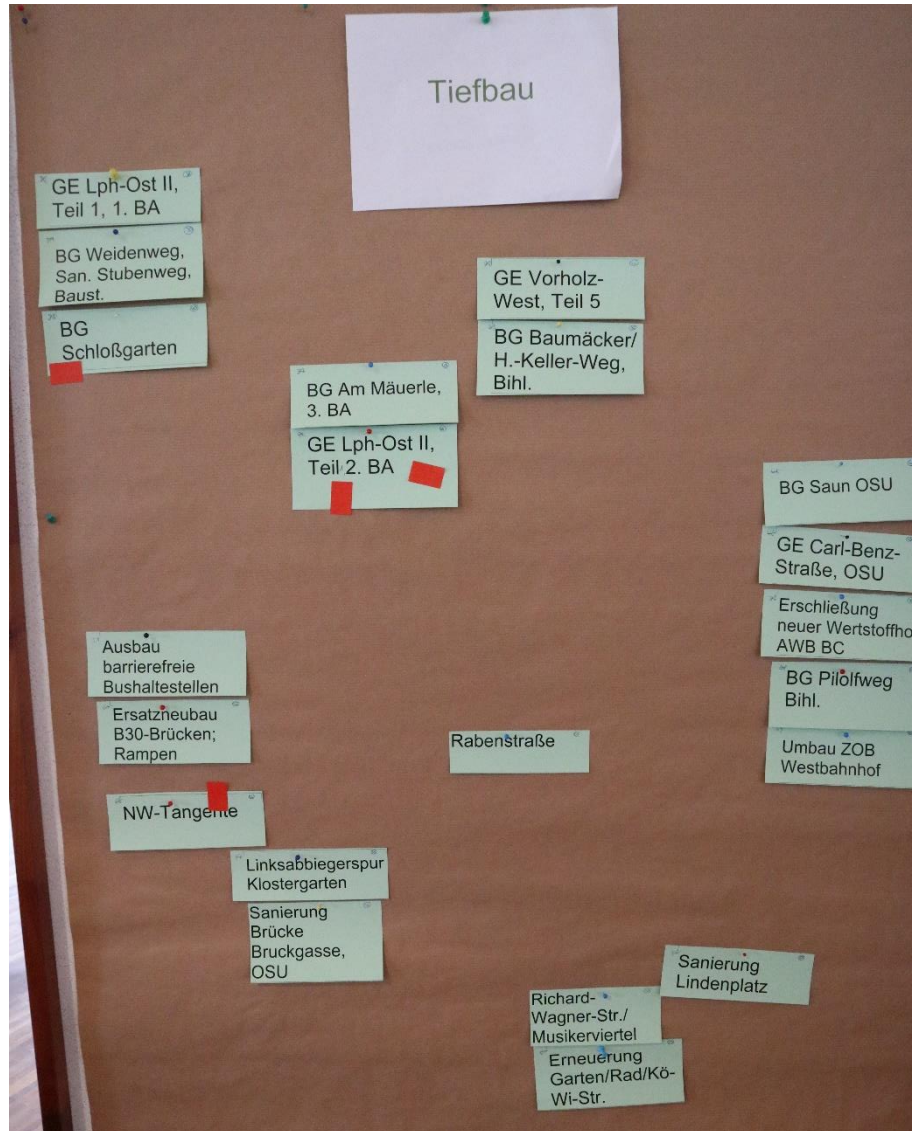 Tiefbau
GE Lph-Ost II,
Teil 1, 1. BA
BG Weidenweg,
San. Stubenweg,
Baust.
BG
Schloßgarten
GE Vorholz-
West, Teil 5
BG Baumäcker/
H.-Keller-Weg,
Bihl.
BG Am Mäuerle,
3. BA
GE Lph-Ost II,
Teil 2. BA
BG Saun OSU
GE Carl-Benz-
Straße, OSU
Erschließung
neuer Wertstoffho
AWB BC
BG Pilolfweg
Bihl.
Umbau ZOB
Westbahnhof
Ausbau
barrierefreie
Bushaltestellen
Ersatzneubau
B30-Brücken;
Rampen
NW-Tangente
Rabenstraße
Linksabbiegerspur
Klostergarten
Sanierung
Brücke
Bruckgasse,
OSU
Sanierung
Lindenplatz
Richard-
Wagner-Str./
Musikerviertel
Erneuerung
Garten/Rad/Kö-
Wi-Str.